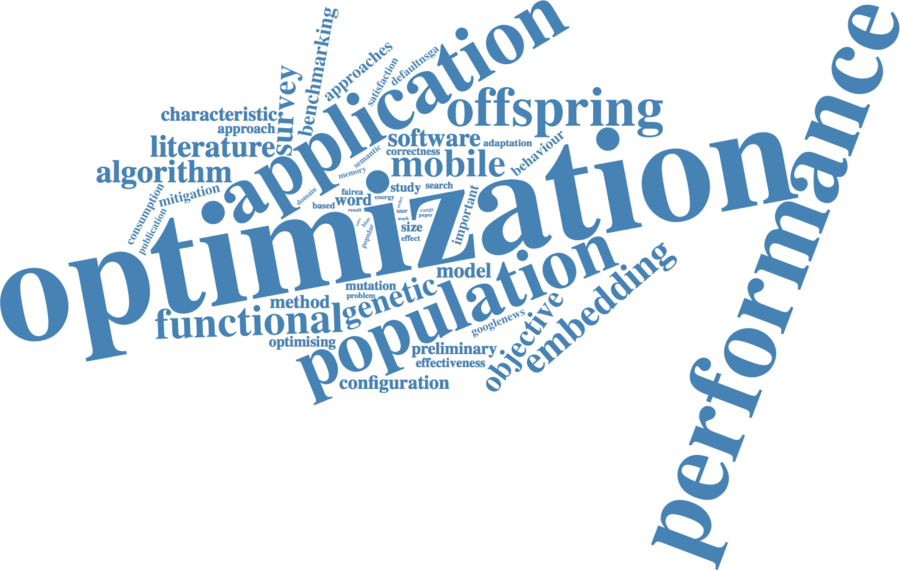 benchmarking
performance
optimization
application
approaches
satisfaction
defaultnsga
survey
offspring
characteristic
approach
literature
algorithm
software
adaptation
correctness
behaviour
mobile
semantic
memory
consumption
mitigation
publication
domain
fairea
study
search
energy
word
based
result
user
work
range
paper
size
effect
popular
important
model
mutation
problem
genetic
method
functional
optimising
population
googlenews
objective
embedding
preliminary
effectiveness
configuration